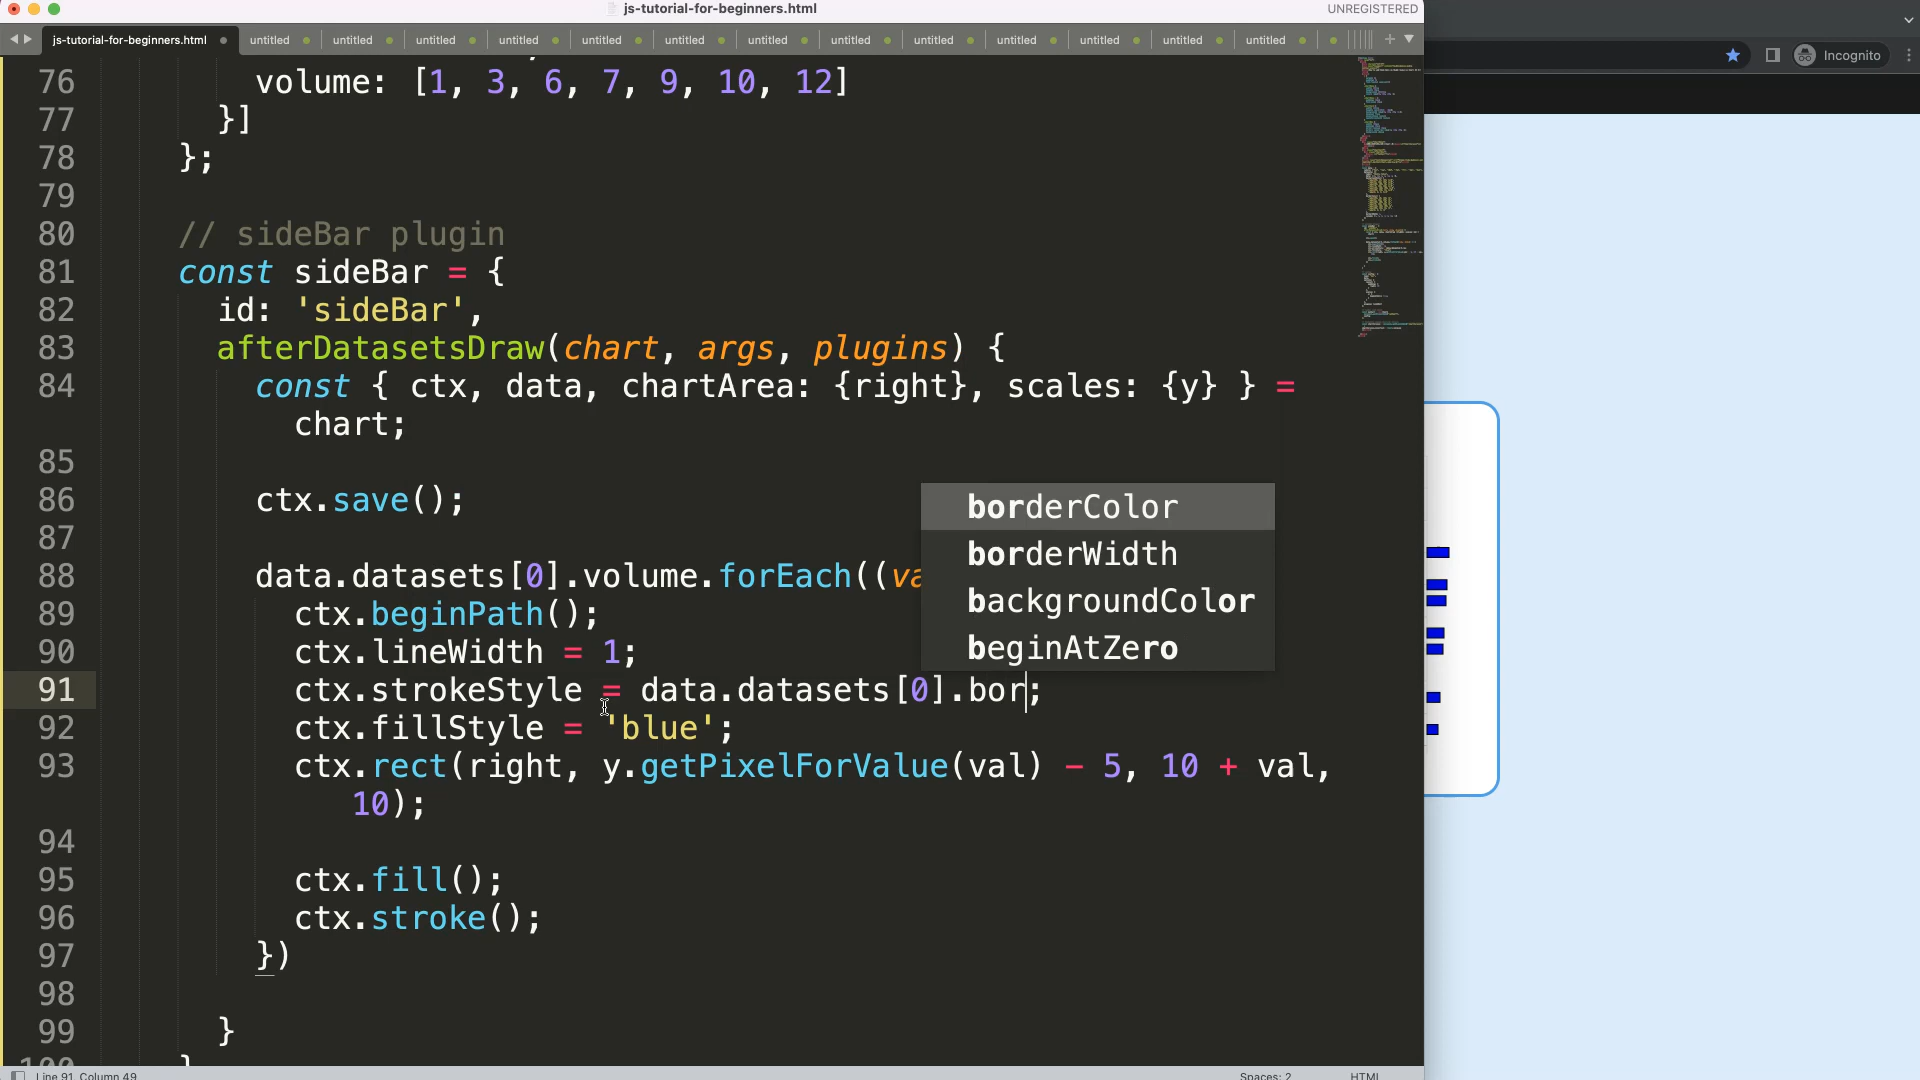 js-tutorial-for-beginners.html
UNREGISTERED
js-tutorial-for-beginners.html untitled untitled untitled untitled untitled untitled untitled untitled untitled untitled untitled untitled untitled
Incognito
76 volume: [1, 3, 6, 7, 9, 10, 12]
77 }]
78 };
79
80 // sideBar plugin
81 const sideBar = {
82 id: 'sideBar',
83 afterDatasetsDraw(chart, args, plugins) {
84 const { ctx, data, chartArea: {right}, scales: {y} } =
chart;
85
86 ctx.save();
87
88 data.datasets[0].volume.forEach((va
89 ctx.beginPath();
90 ctx.lineWidth = 1;
91 ctx.strokeStyle = data.datasets[0].bor;
92 ctx.fillStyle = 'blue';
93 ctx.rect(right, y.getPixelForValue(val) - 5, 10 + val,
10);
94
95 ctx.fill();
96 ctx.stroke();
97 })
98
99 }
borderColor
borderWidth
backgroundColor
beginAtZero
Line 91, Column 49
Spaces: 2
HTML